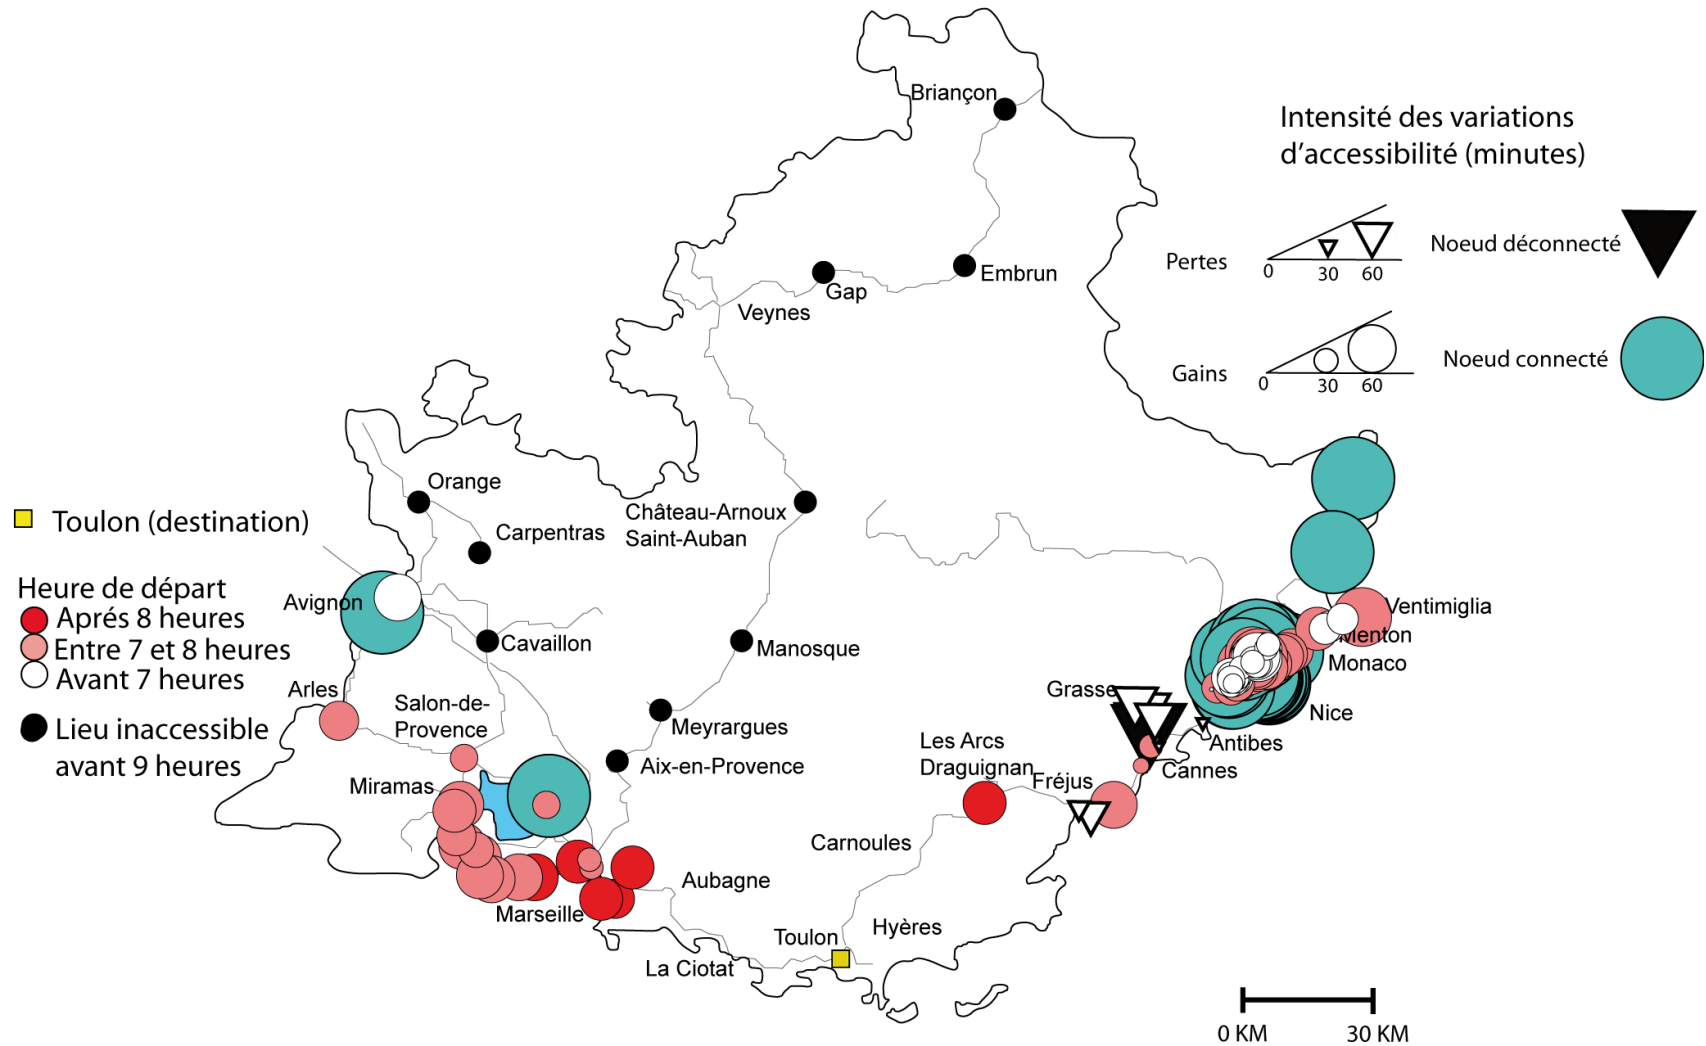 Briançon
Intensité des variations
d’accessibilité (minutes)
Noeud déconnecté
Pertes
0
30
60
Embrun
Gap
Veynes
Noeud connecté
Gains
0
30
60
Orange
Château-Arnoux
Saint-Auban
Toulon (destination)
Carpentras
Heure de départ
Aprés 8 heures
Entre 7 et 8 heures
Avant 7 heures
Lieu inaccessible
avant 9 heures
Avignon
Ventimiglia
Menton
Cavaillon
Manosque
Monaco
Arles
Salon-de-
Provence
Grasse
Nice
Meyrargues
Antibes
Les Arcs
Draguignan
Aix-en-Provence
Cannes
Fréjus
Miramas
Carnoules
Aubagne
Marseille
Hyères
Toulon
La Ciotat
0 KM
30 KM